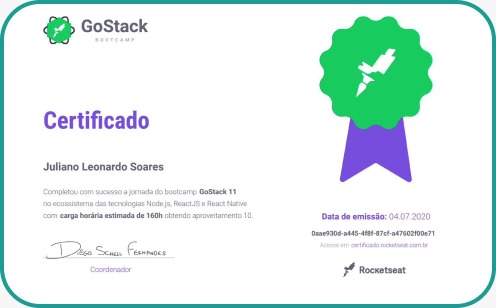 GoStack
BOOTCAMP
Certificado
Juliano Leonardo Soares
Completou com sucesso a jornada do bootcamp GoStack 11
no ecossistema das tecnologias Node.js, ReactJS e React Native
com carga horária estimada de 160h obtendo aproveitamento 10.
Diego Schell Fernandes
Coordenador
Data de emissão: 04.07.2020
0aae930d-a445-4f8f-87cf-a47602f00e71
Acesse em certificado.rocketseat.com.br
Rocketseat